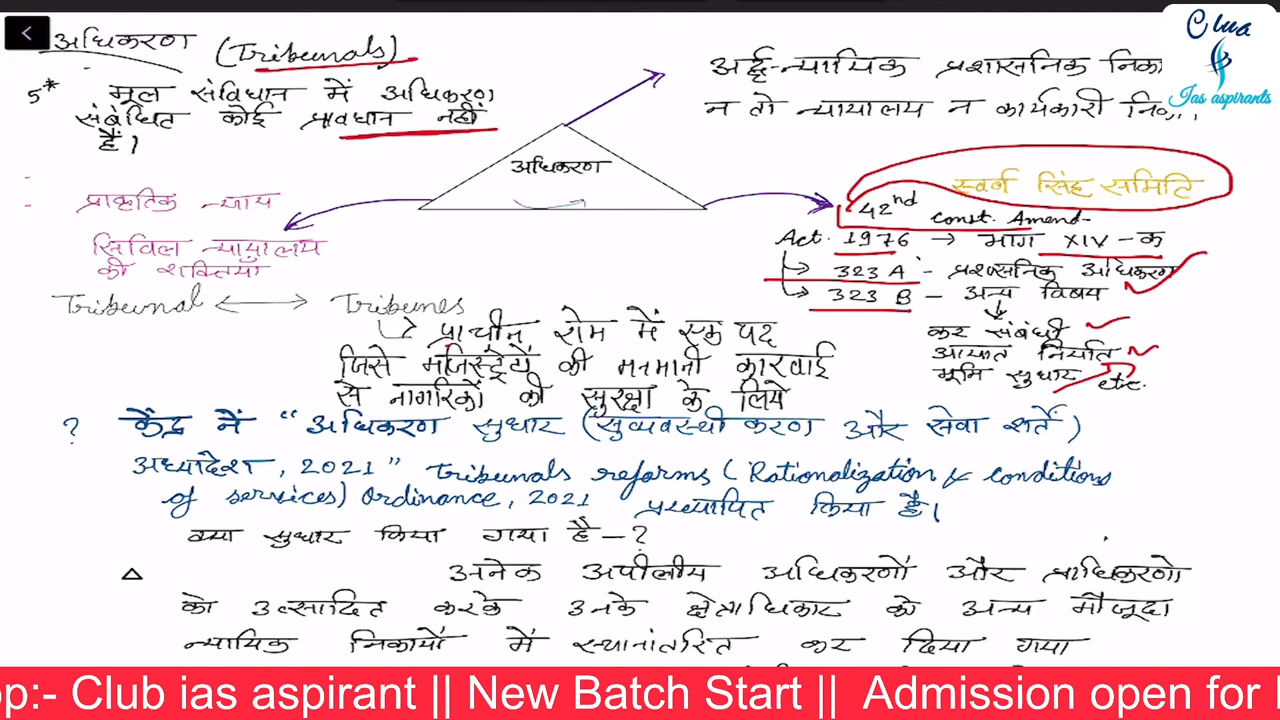 अधिकरण (Tribunals)
5* मूल संविधान में अधिकरण
संबंधित कोई प्रावधान नहीं
है।
अर्द्ध-न्यायिक प्रशासनिक निका
न तो न्यायालय न कार्यकारी निका
अधिकरण
प्राकृतिक न्याय
सिविल न्यायालय
की शक्तियां
स्वर्ण सिंह समिति
42nd Const. Amend-
Act. 1976 → भाग XIV-क
323 A - प्रशासनिक अधिकरण
323 B - अन्य विषय
कर संबंधी
आयात निर्यात
भूमि सुधार etc.
Tribunal ↔ Tribunes
प्राचीन रोम में एक पद
जिसे मजिस्ट्रेटों की मनमानी कारवाई
से नागरिकों की सुरक्षा के लिये
? केंद्र ने "अधिकरण सुधार (सुव्यवस्थीकरण और सेवा शर्तें)
अध्यादेश, 2021" Tribunals reforms (Rationalization & conditions
of services) Ordinance, 2021 प्रख्यापित किया है।
क्या सुधार किया गया है -?
△ अनेक अपीलीय अधिकरणों और प्राधिकरणो
को उत्सादित करके उनके क्षेत्राधिकार को अन्य मौजूदा
न्यायिक निकायों में स्थानांतरित कर दिया गया
Clua
Ias aspirants
op:- Club ias aspirant || New Batch Start || Admission open for